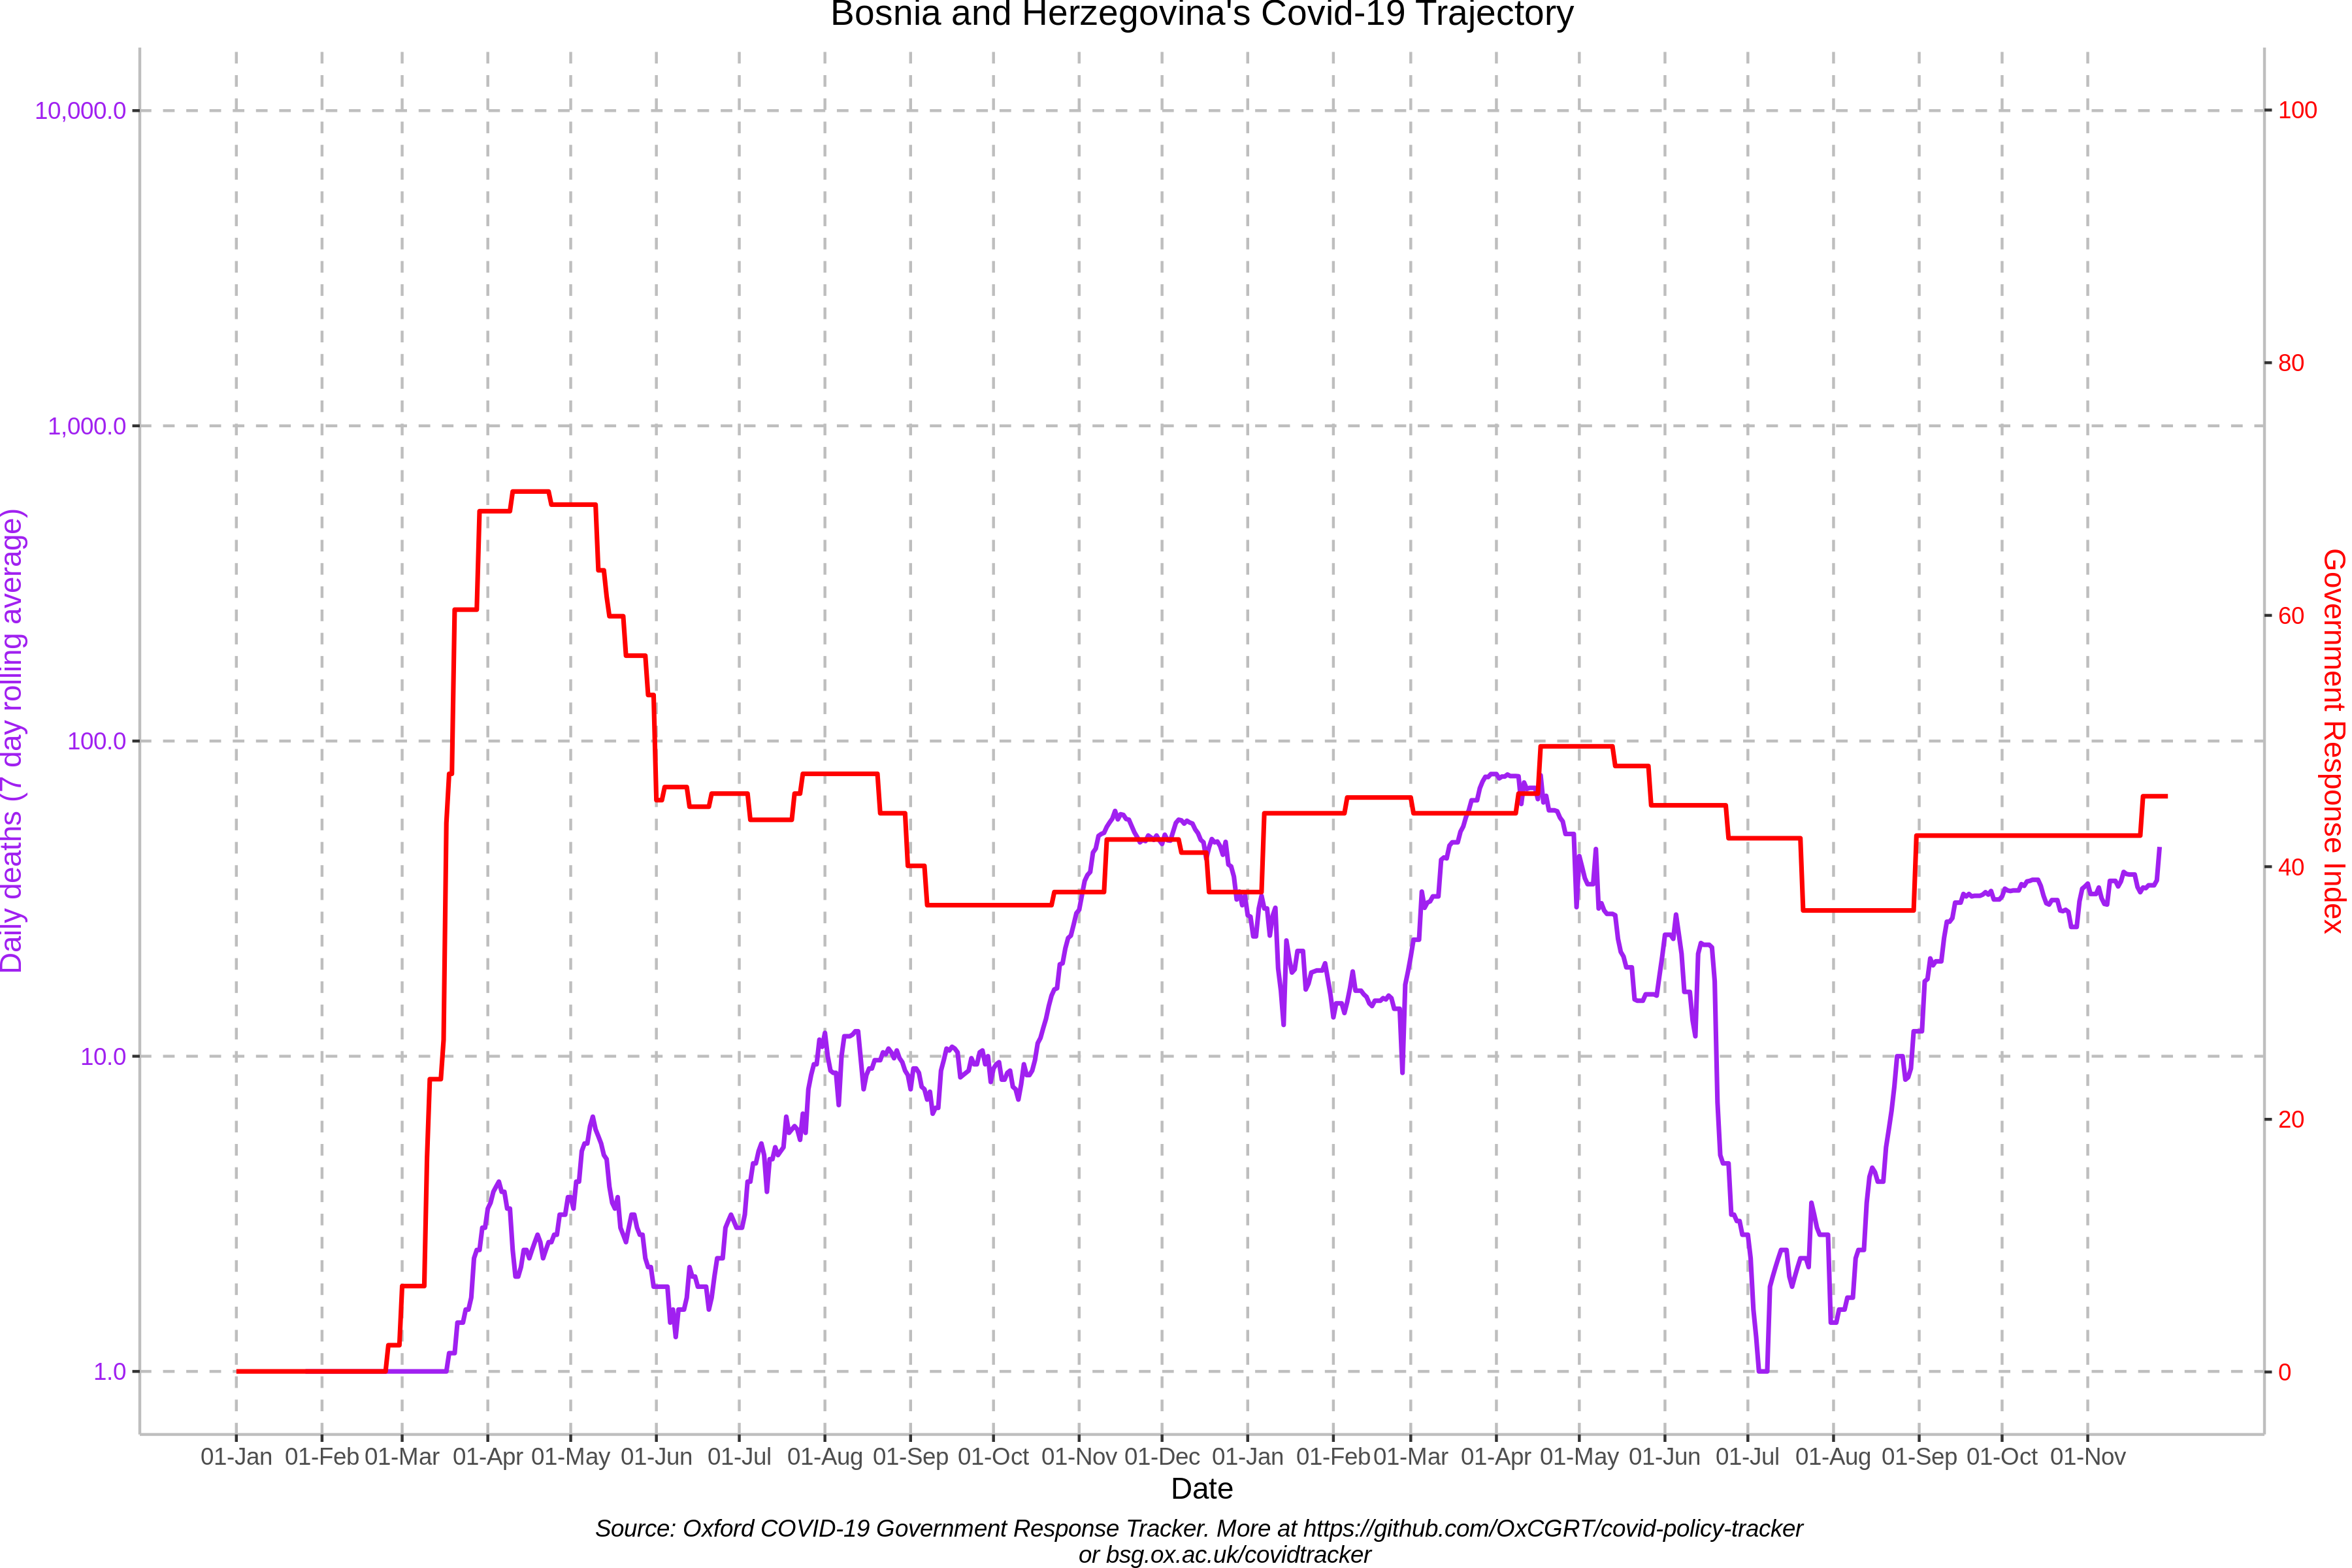 Bosnia and Herzegovina's Covid-19 Trajectory
Daily deaths (7 day rolling average)
10,000.0
1,000.0
100.0
10.0
1.0
100
80
60
40
20
0
Government Response Index
01-Jan 01-Feb 01-Mar 01-Apr 01-May 01-Jun 01-Jul 01-Aug 01-Sep 01-Oct 01-Nov 01-Dec 01-Jan 01-Feb 01-Mar 01-Apr 01-May 01-Jun 01-Jul 01-Aug 01-Sep 01-Oct 01-Nov
Date
Source: Oxford COVID-19 Government Response Tracker. More at https://github.com/OxCGRT/covid-policy-tracker
or bsg.ox.ac.uk/covidtracker